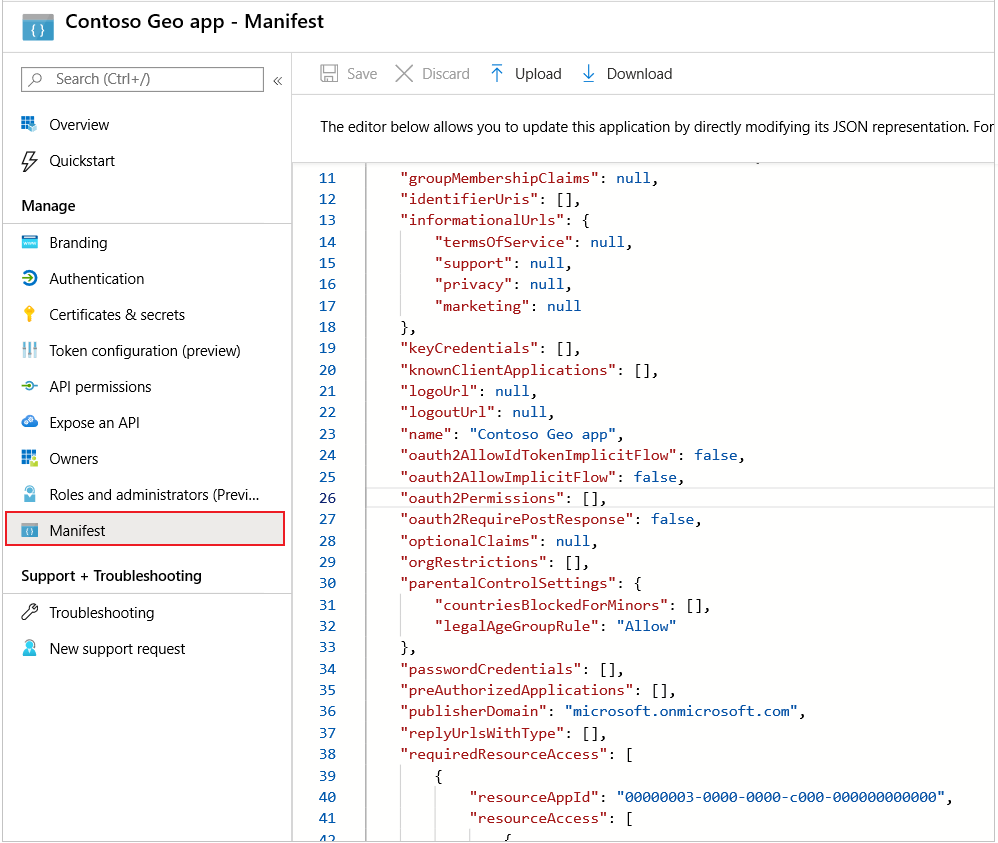 Contoso Geo app - Manifest
Search (Ctrl+/)
«
Overview
Quickstart
Manage
Branding
Authentication
Certificates & secrets
Token configuration (preview)
API permissions
Expose an API
Owners
Roles and administrators (Previ...
Manifest
Support + Troubleshooting
Troubleshooting
New support request
Save Discard Upload Download
The editor below allows you to update this application by directly modifying its JSON representation. For
11 "groupMembershipClaims": null,
12 "identifierUris": [],
13 "informationalUrls": {
14 "termsOfService": null,
15 "support": null,
16 "privacy": null,
17 "marketing": null
18 },
19 "keyCredentials": [],
20 "knownClientApplications": [],
21 "logoUrl": null,
22 "logoutUrl": null,
23 "name": "Contoso Geo app",
24 "oauth2AllowIdTokenImplicitFlow": false,
25 "oauth2AllowImplicitFlow": false,
26 "oauth2Permissions": [],
27 "oauth2RequirePostResponse": false,
28 "optionalClaims": null,
29 "orgRestrictions": [],
30 "parentalControlSettings": {
31 "countriesBlockedForMinors": [],
32 "legalAgeGroupRule": "Allow"
33 },
34 "passwordCredentials": [],
35 "preAuthorizedApplications": [],
36 "publisherDomain": "microsoft.onmicrosoft.com",
37 "replyUrlsWithType": [],
38 "requiredResourceAccess": [
39 {
40 "resourceAppId": "00000003-0000-0000-c000-000000000000",
41 "resourceAccess": [
42 {